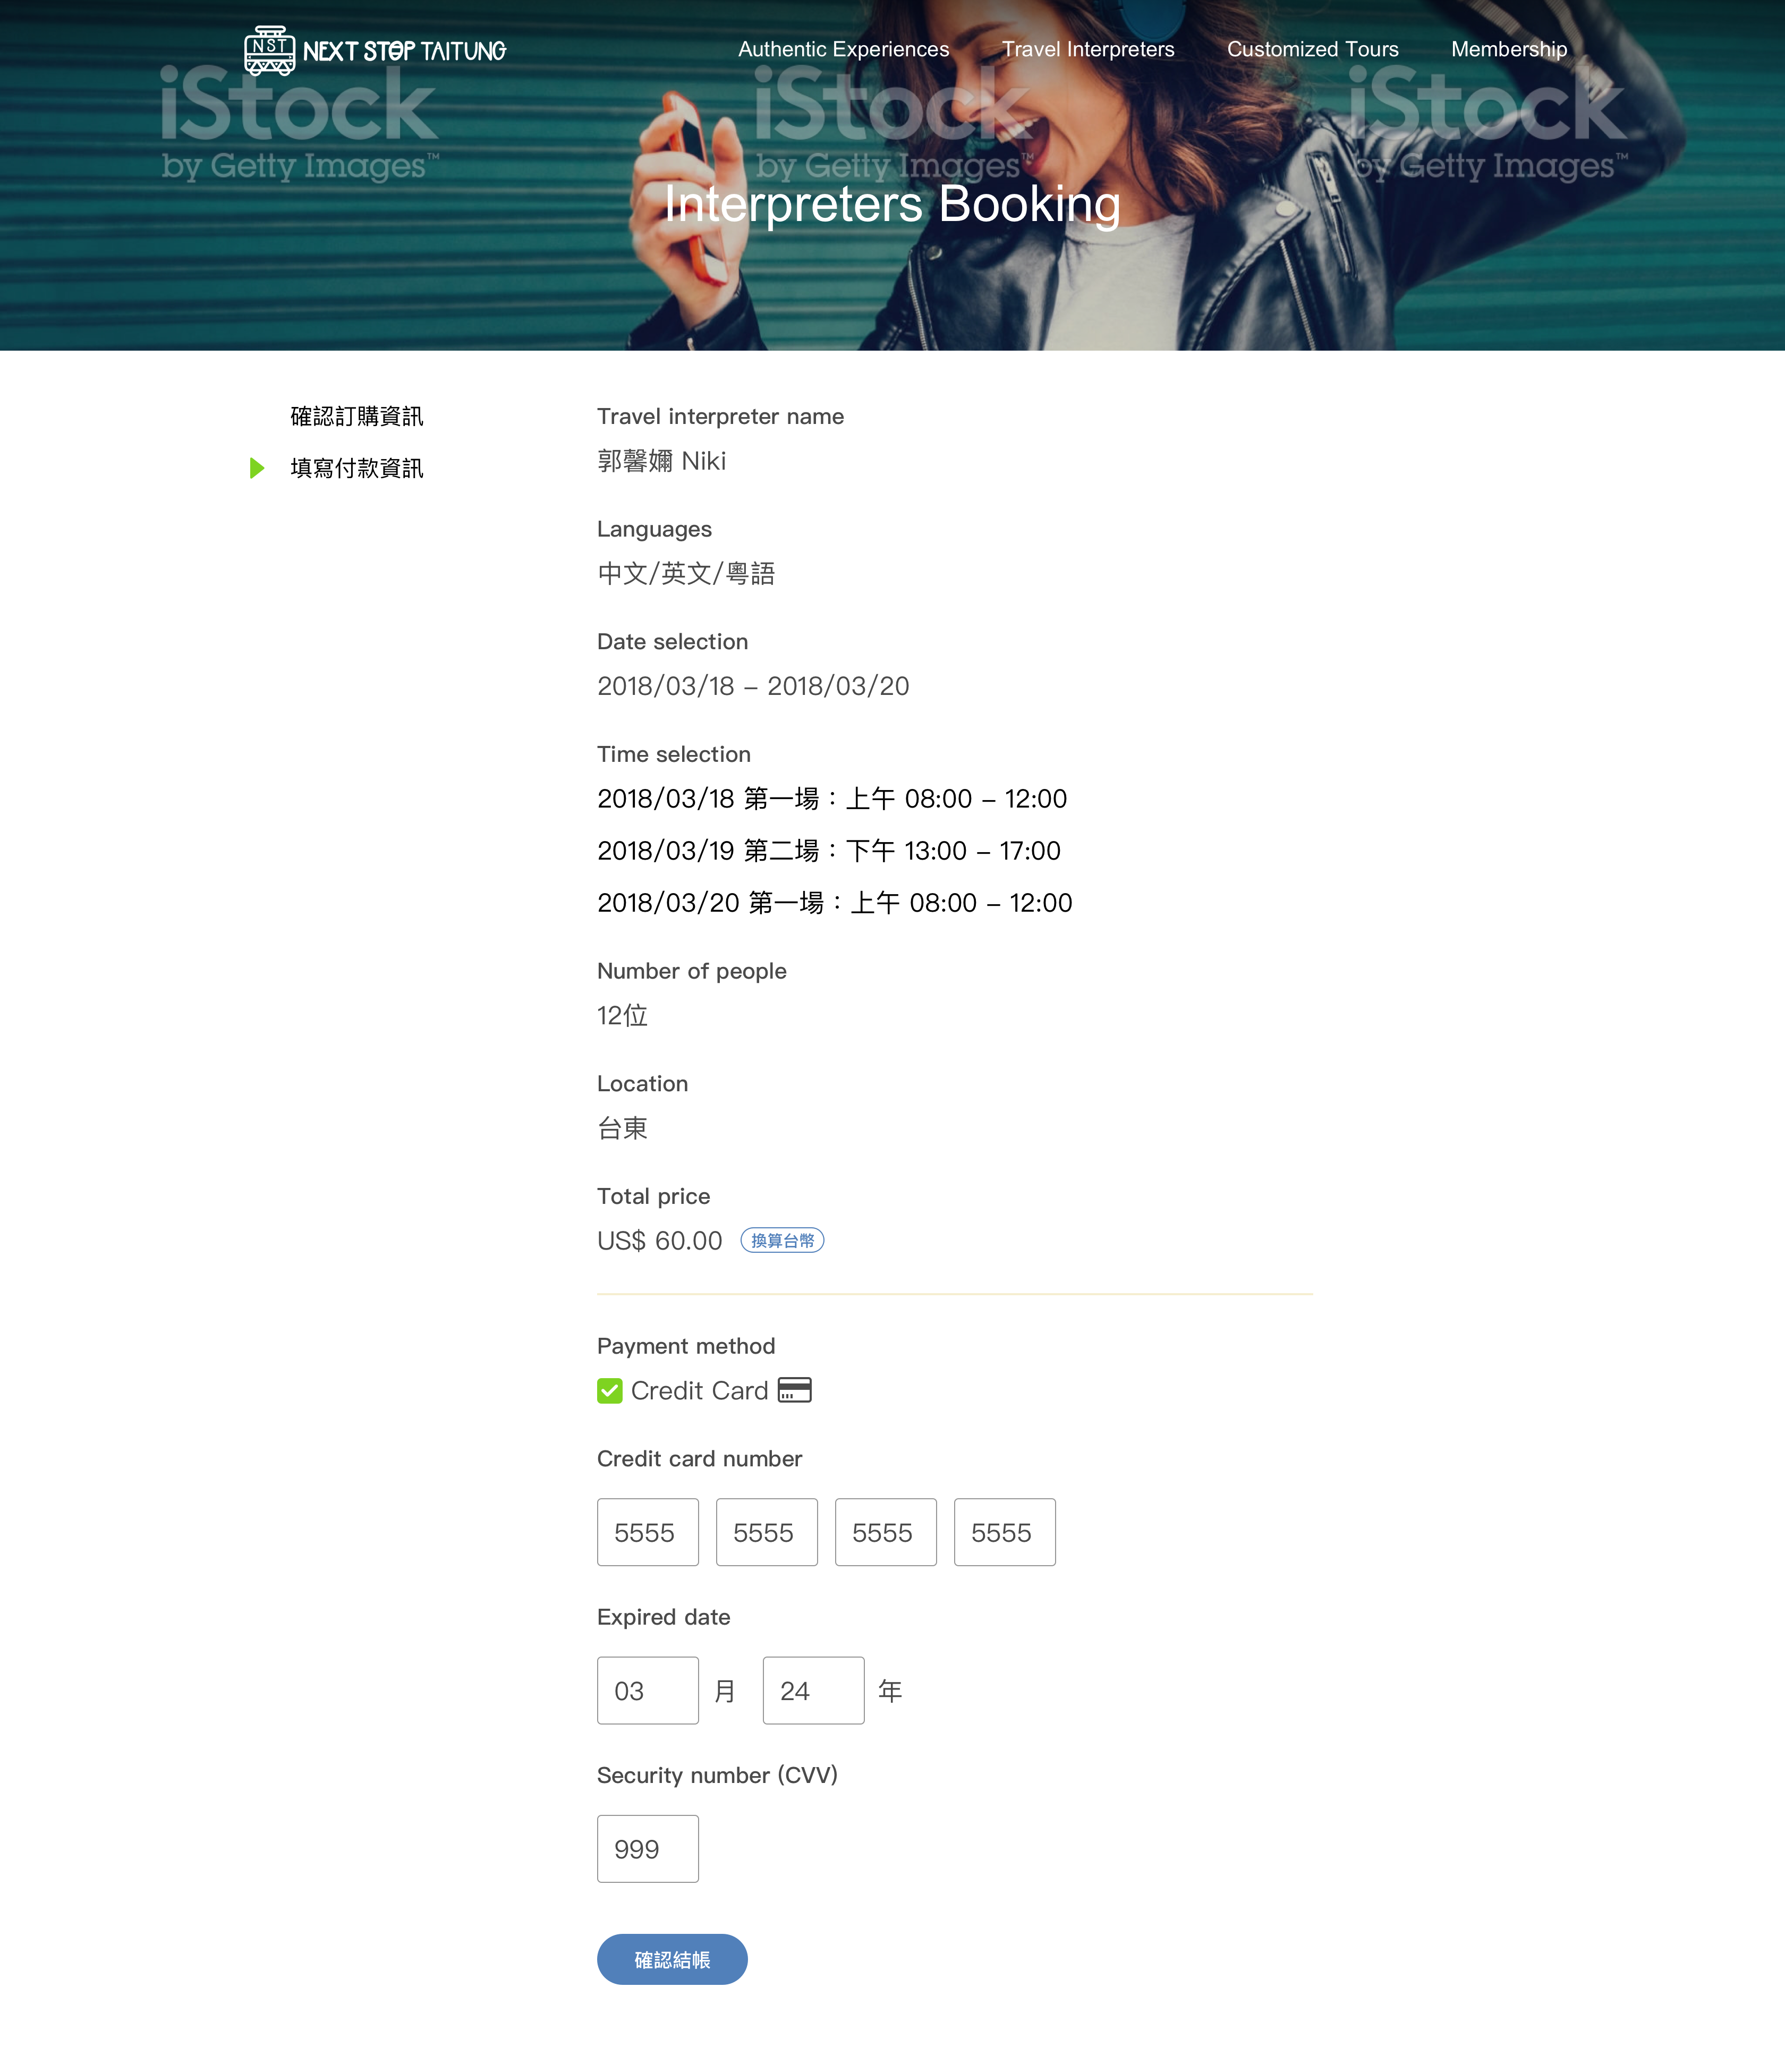 NST NEXT STOP TAITUNG Authentic Experiences Travel Interpreters Customized Tours Membership
iStock iStock iStock
by Getty Images™ by Getty Images™ by Getty Images™
Interpreters Booking
確認訂購資訊
填寫付款資訊
Travel interpreter name
郭馨嬭 Niki
Languages
中文/英文/粵語
Date selection
2018/03/18 – 2018/03/20
Time selection
2018/03/18 第一場：上午 08:00 – 12:00
2018/03/19 第二場：下午 13:00 – 17:00
2018/03/20 第一場：上午 08:00 – 12:00
Number of people
12位
Location
台東
Total price
US$ 60.00 換算台幣
Payment method
Credit Card
Credit card number
5555 5555 5555 5555
Expired date
03 月 24 年
Security number (CVV)
999
確認結帳